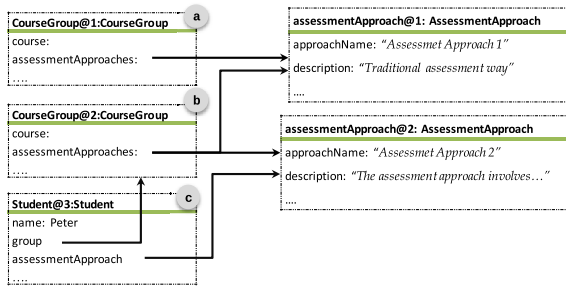 a
CourseGroup@1:CourseGroup
course:
assessmentApproaches:
....
b
CourseGroup@2:CourseGroup
course:
assessmentApproaches:
...
c
Student@3:Student
name: Peter
group
assessmentApproach
....
assessmentApproach@1: AssessmentApproach
approachName: “Assessmet Approach 1”
description: “Traditional assessment way”
....
assessmentApproach@2: AssessmentApproach
approachName: “Assessmet Approach 2”
description: “The assessment approach involves…”
....